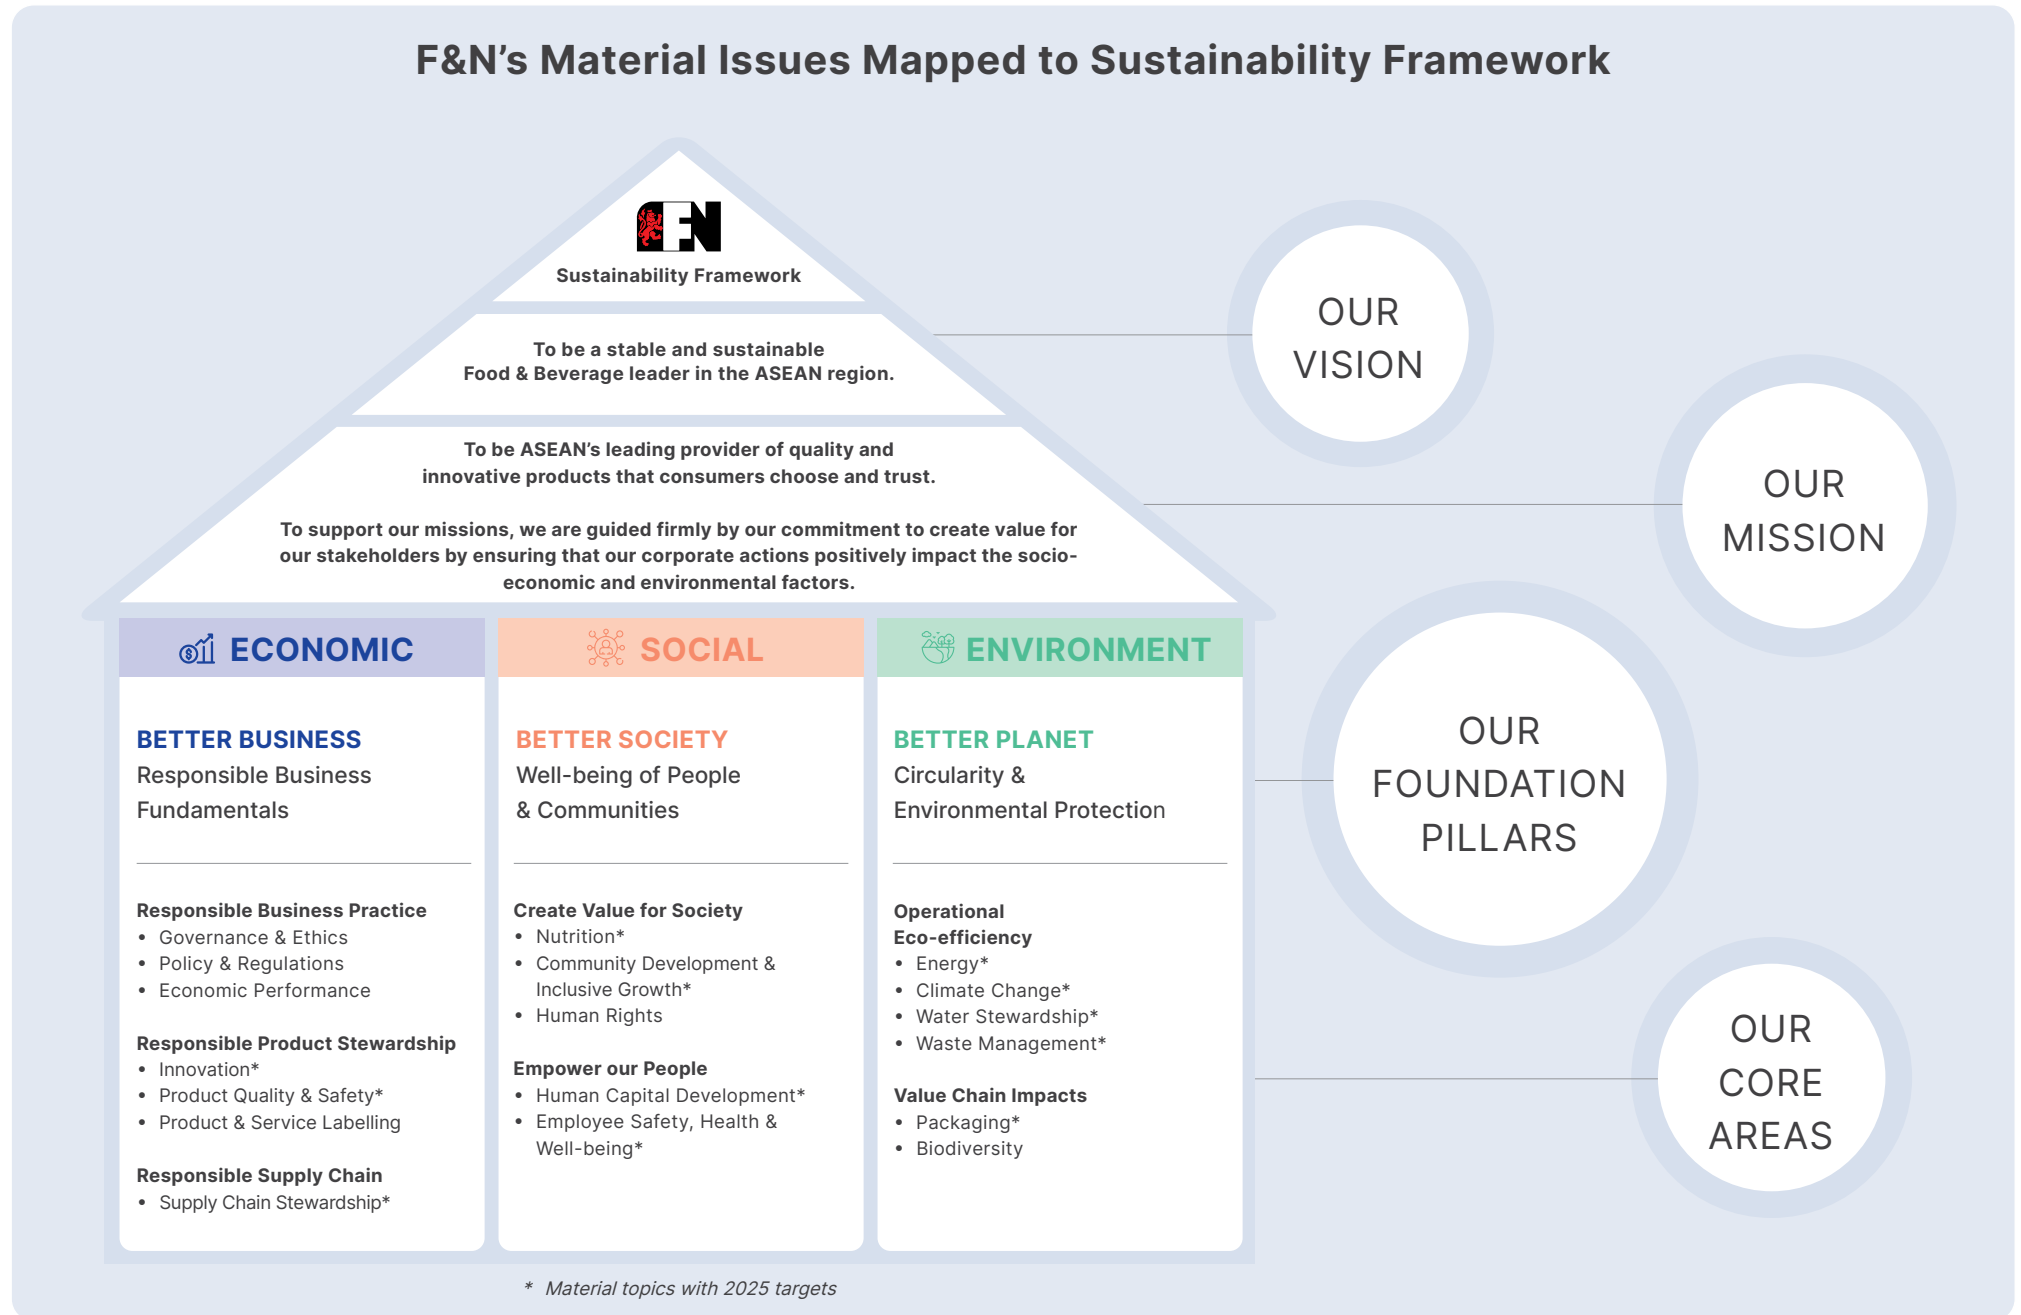 F&N's Material Issues Mapped to Sustainability Framework
FN
Sustainability Framework
To be a stable and sustainable
Food & Beverage leader in the ASEAN region.
To be ASEAN's leading provider of quality and
innovative products that consumers choose and trust.
To support our missions, we are guided firmly by our commitment to create value for
our stakeholders by ensuring that our corporate actions positively impact the socio-
economic and environmental factors.
OUR
VISION
OUR
MISSION
OUR
FOUNDATION
PILLARS
OUR
CORE
AREAS
ECONOMIC
BETTER BUSINESS
Responsible Business
Fundamentals
Responsible Business Practice
• Governance & Ethics
• Policy & Regulations
• Economic Performance
Responsible Product Stewardship
• Innovation*
• Product Quality & Safety*
• Product & Service Labelling
Responsible Supply Chain
• Supply Chain Stewardship*
SOCIAL
BETTER SOCIETY
Well-being of People
& Communities
Create Value for Society
• Nutrition*
• Community Development &
Inclusive Growth*
• Human Rights
Empower our People
• Human Capital Development*
• Employee Safety, Health &
Well-being*
ENVIRONMENT
BETTER PLANET
Circularity &
Environmental Protection
Operational
Eco-efficiency
• Energy*
• Climate Change*
• Water Stewardship*
• Waste Management*
Value Chain Impacts
• Packaging*
• Biodiversity
* Material topics with 2025 targets